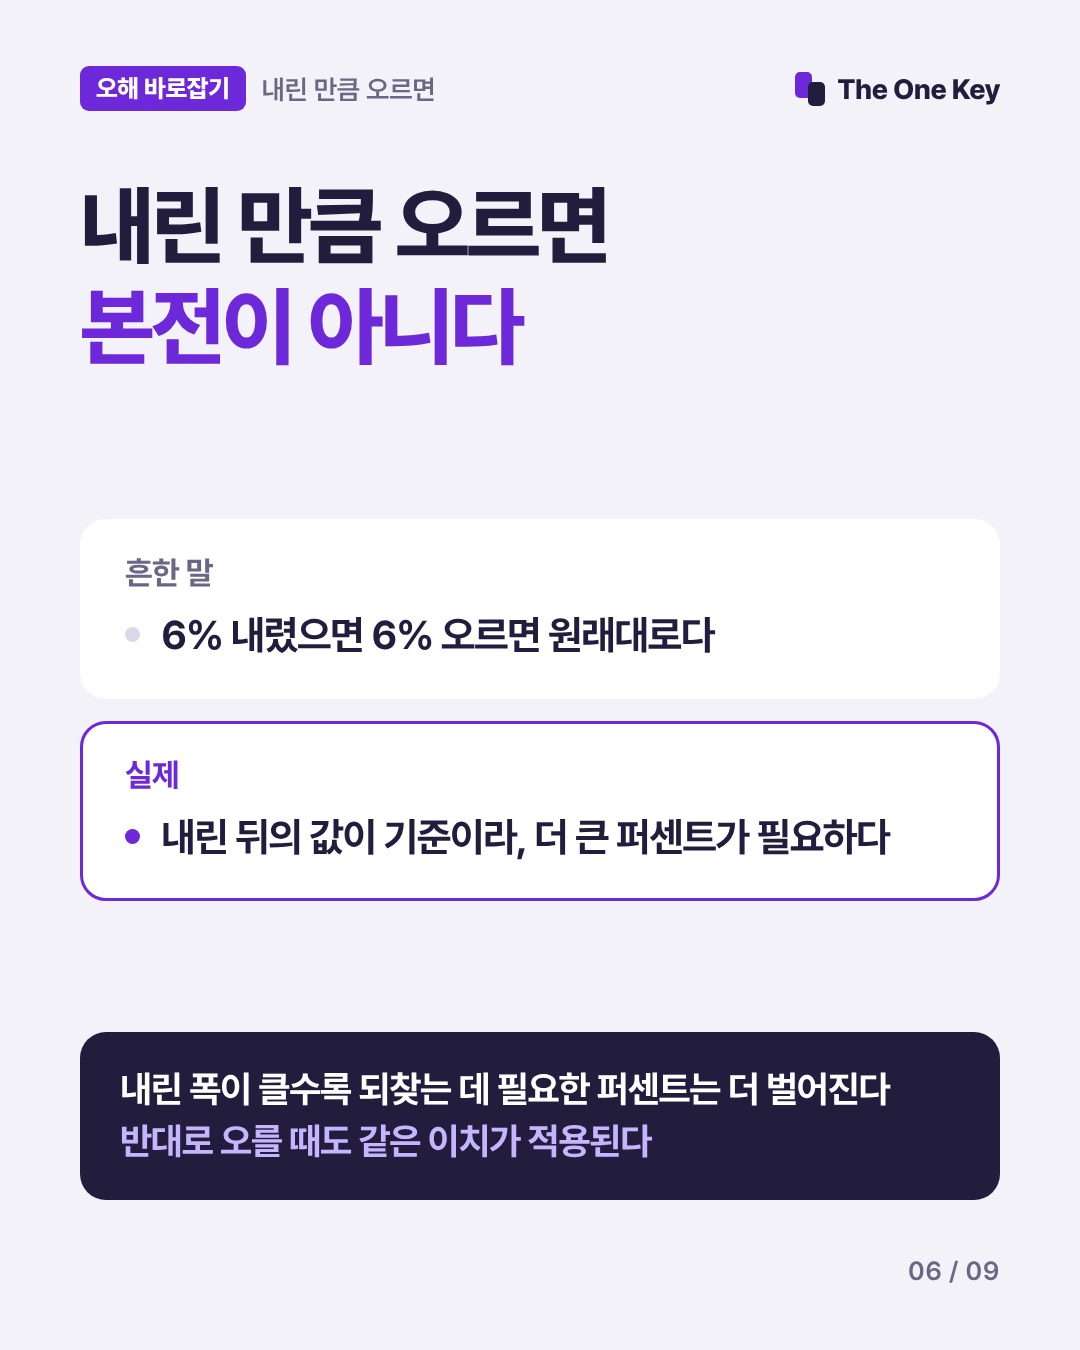 오해 바로잡기 내린 만큼 오르면
The One Key
내린 만큼 오르면
본전이 아니다
흔한 말
6% 내렸으면 6% 오르면 원래대로다
실제
내린 뒤의 값이 기준이라, 더 큰 퍼센트가 필요하다
내린 폭이 클수록 되찾는 데 필요한 퍼센트는 더 벌어진다
반대로 오를 때도 같은 이치가 적용된다
06 / 09